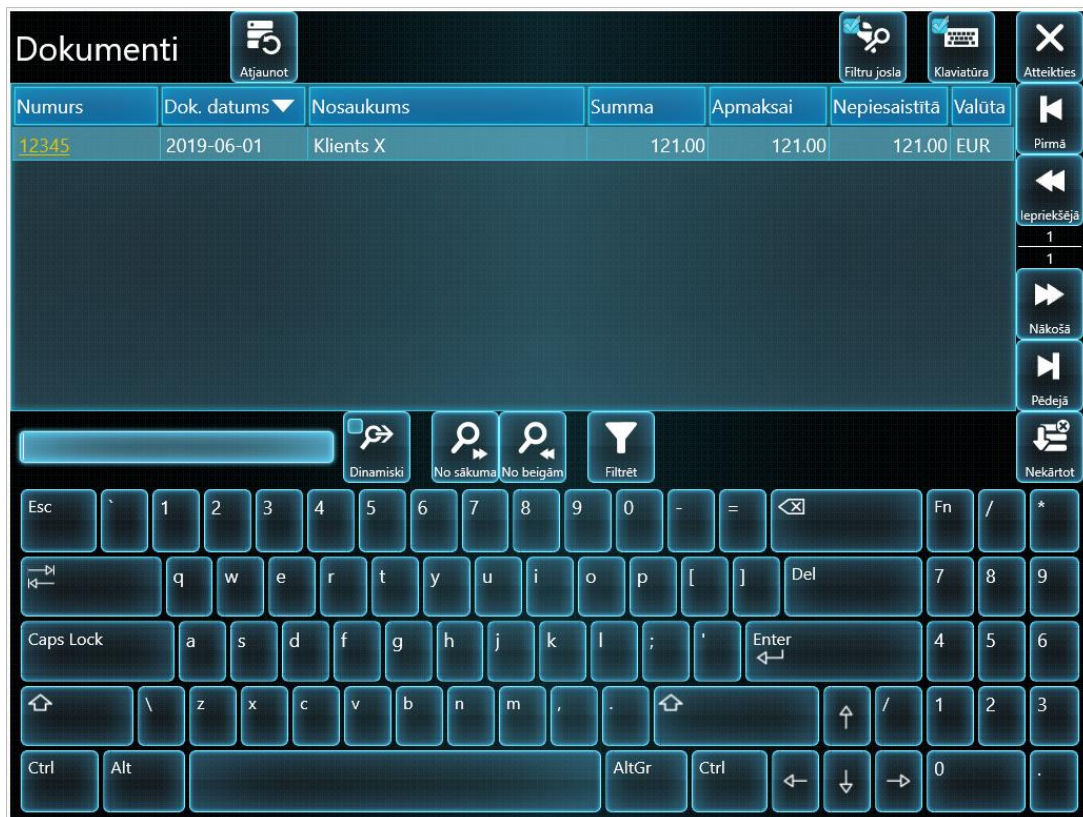 Dokumenti
Atjaunot
Filtru josla
Klaviatūra
Atteikties
Numurs Dok. datums Nosaukums Summa Apmaksai Nepiesaistītā Valūta
12345 2019-06-01 Klients X 121.00 121.00 121.00 EUR
Pirmā
Iepriekšējā
1
1
Nākošā
Pēdejā
Dinamiski
No sākuma
No beigām
Filtrēt
Nekārtot
Esc ` 1 2 3 4 5 6 7 8 9 0 - = Fn / *
q w e r t y u i o p [ ] Del 7 8 9
Caps Lock a s d f g h j k l ; ' Enter 4 5 6
\ z x c v b n m , . / 1 2 3
Ctrl Alt AltGr Ctrl 0 .